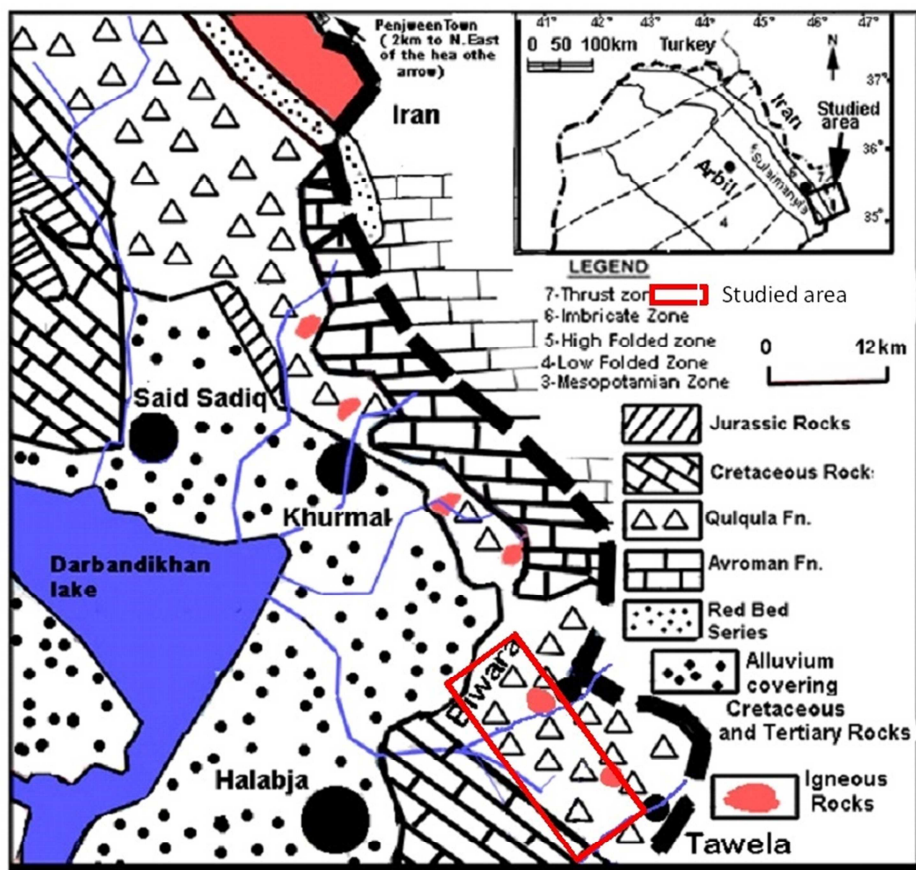 Penjween Town
( 2km to N.East
of the hea othe
arrow)
Iran
41° 42° 43° 44° 45° 46° 47°
0 50 100km
Turkey
N
37°
Iran
Studied
area
36°
Arbil
Sulaimanyia
6
7
4
35°
LEGEND
7-Thrust zon
Studied area
6-Imbricate Zone
5-High Folded zone
4-Low Folded Zone
3-Mesopotamian Zone
0 12km
Said Sadiq
Jurassic Rocks
Cretaceous Rock
Khurmal
Qulqula Fn.
Darbandikhan
lake
Avroman Fn.
Red Bed
Series
Alluvium
covering
Cretaceous
and Tertiary Rocks
Halabja
Igneous
Rocks
Tawela